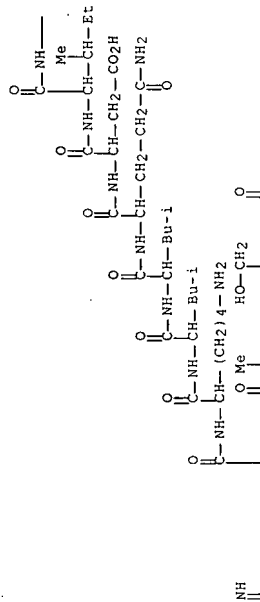 O C—NH—
Me
O C—NH—CH—CH—Et
O C—NH—CH—CH2—CO2H
O C—NH—CH—CH2—CH2—C—NH2
O
O C—NH—CH—Bu-i
O C—NH—CH—Bu-i
O C—NH—CH—(CH2)4—NH2
O C—NH
HO—CH2
Me
O
O
NH